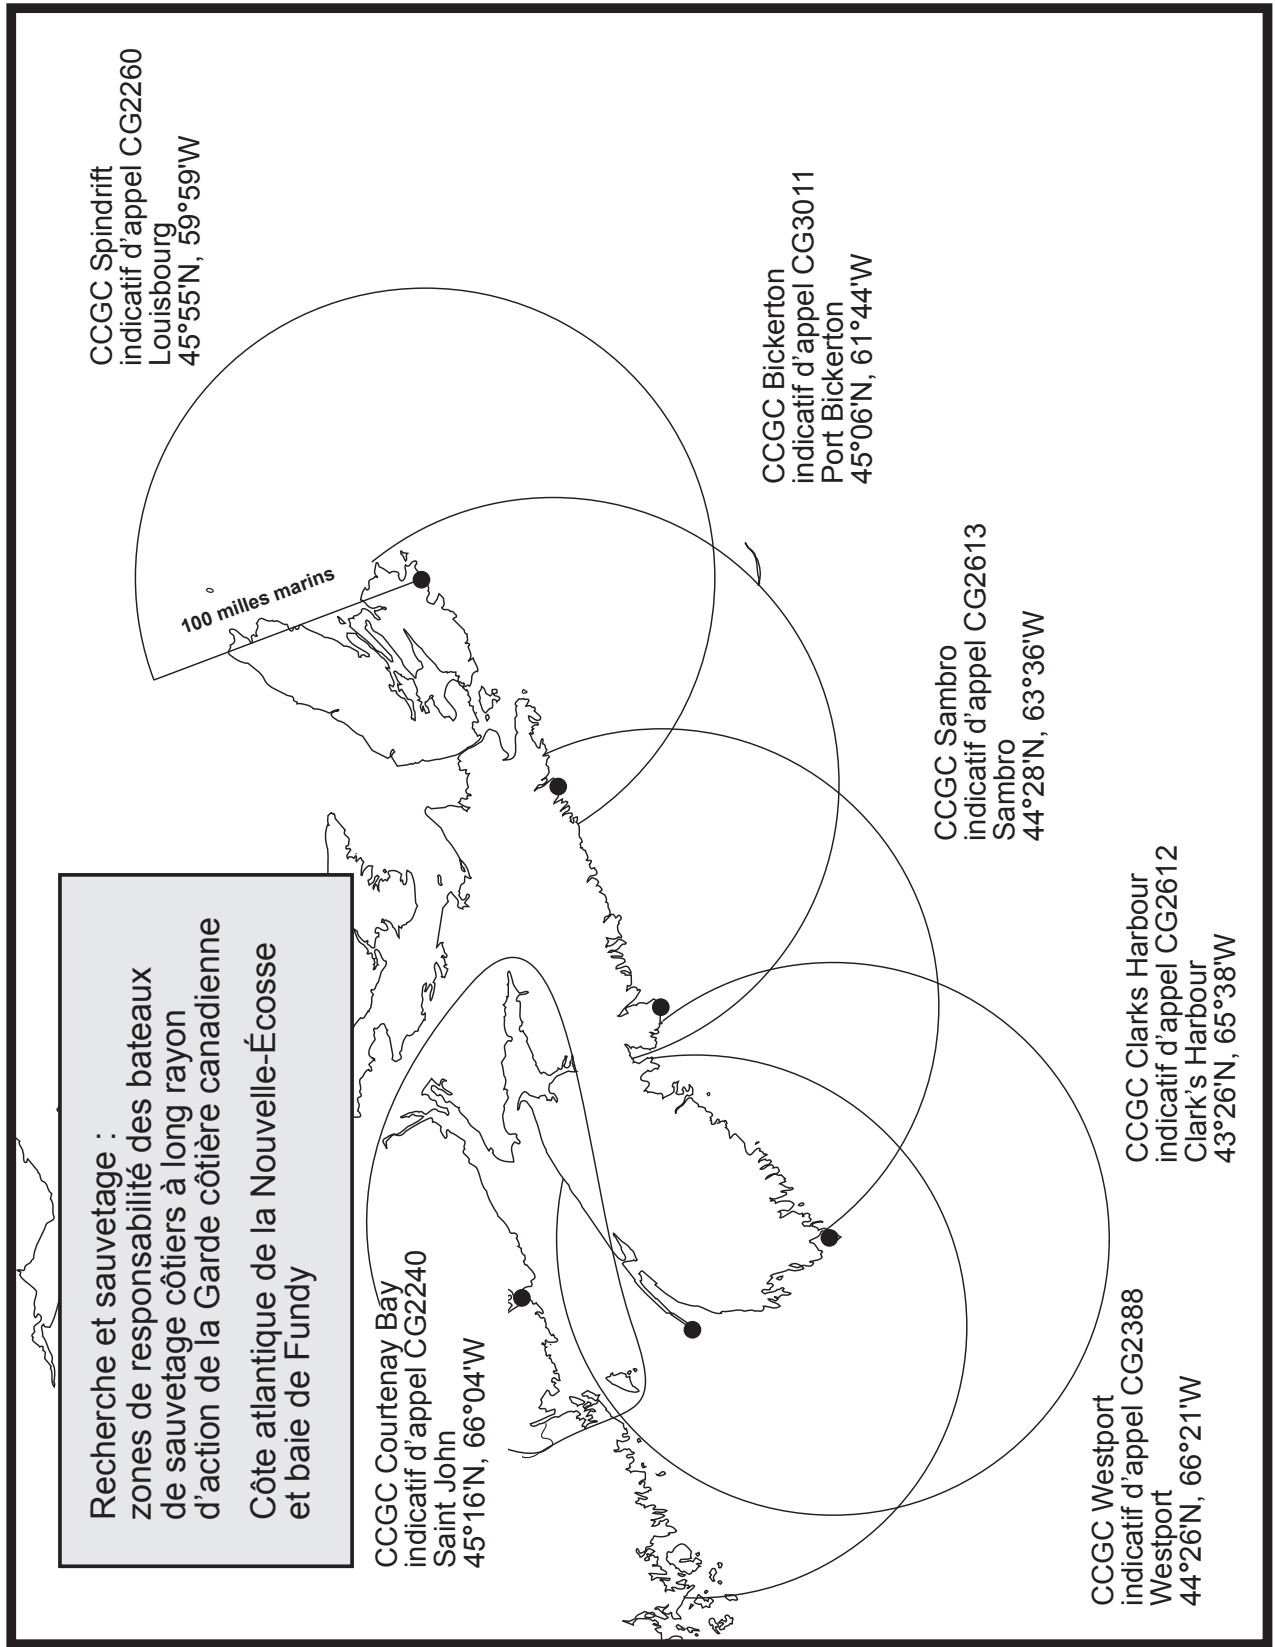 Recherche et sauvetage :
zones de responsabilité des bateaux
de sauvetage côtiers à long rayon
d'action de la Garde côtière canadienne
Côte atlantique de la Nouvelle-Écosse
et baie de Fundy
CCGC Spindrift
indicatif d'appel CG2260
Louisbourg
45°55'N, 59°59'W
100 milles marins
CCGC Bickerton
indicatif d'appel CG3011
Port Bickerton
45°06'N, 61°44'W
CCGC Sambro
indicatif d'appel CG2613
Sambro
44°28'N, 63°36'W
CCGC Courtenay Bay
indicatif d'appel CG2240
Saint John
45°16'N, 66°04'W
CCGC Clarks Harbour
indicatif d'appel CG2612
Clark's Harbour
43°26'N, 65°38'W
CCGC Westport
indicatif d'appel CG2388
Westport
44°26'N, 66°21'W